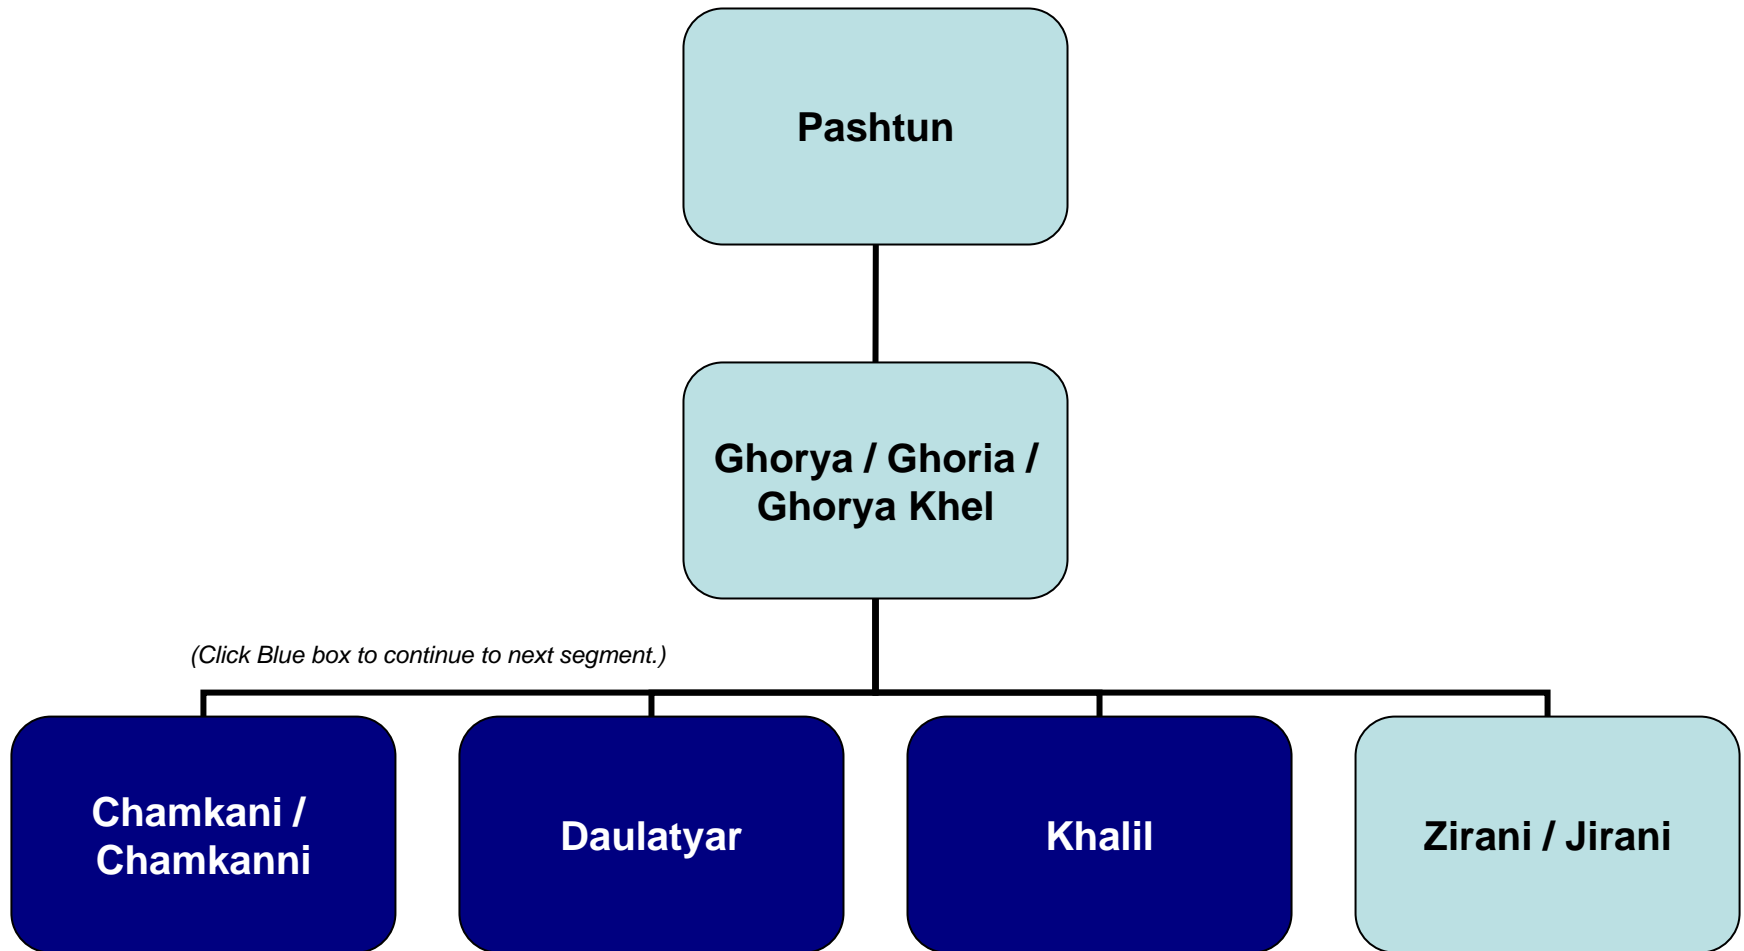 Pashtun
Ghorya / Ghoria /
Ghorya Khel
(Click Blue box to continue to next segment.)
Chamkani /
Chamkanni
Daulatyar
Khalil
Zirani / Jirani